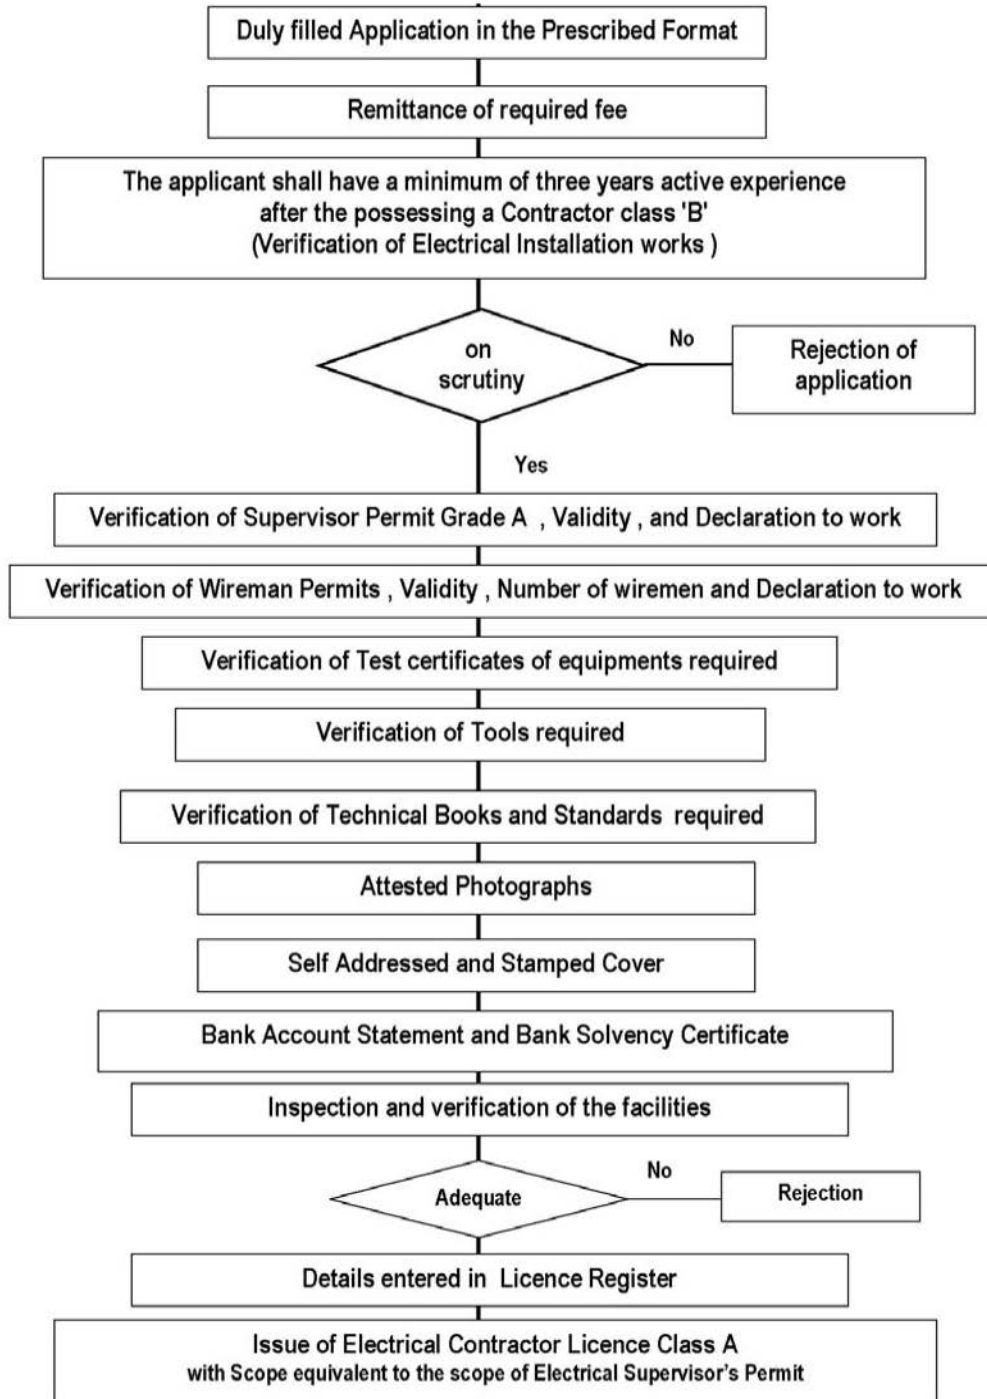 Duly filled Application in the Prescribed Format
Remittance of required fee
The applicant shall have a minimum of three years active experience
after the possessing a Contractor class 'B'
(Verification of Electrical Installation works )
on
scrutiny
No
Rejection of
application
Yes
Verification of Supervisor Permit Grade A , Validity , and Declaration to work
Verification of Wireman Permits , Validity , Number of wiremen and Declaration to work
Verification of Test certificates of equipments required
Verification of Tools required
Verification of Technical Books and Standards required
Attested Photographs
Self Addressed and Stamped Cover
Bank Account Statement and Bank Solvency Certificate
Inspection and verification of the facilities
Adequate
No
Rejection
Details entered in Licence Register
Issue of Electrical Contractor Licence Class A
with Scope equivalent to the scope of Electrical Supervisor's Permit